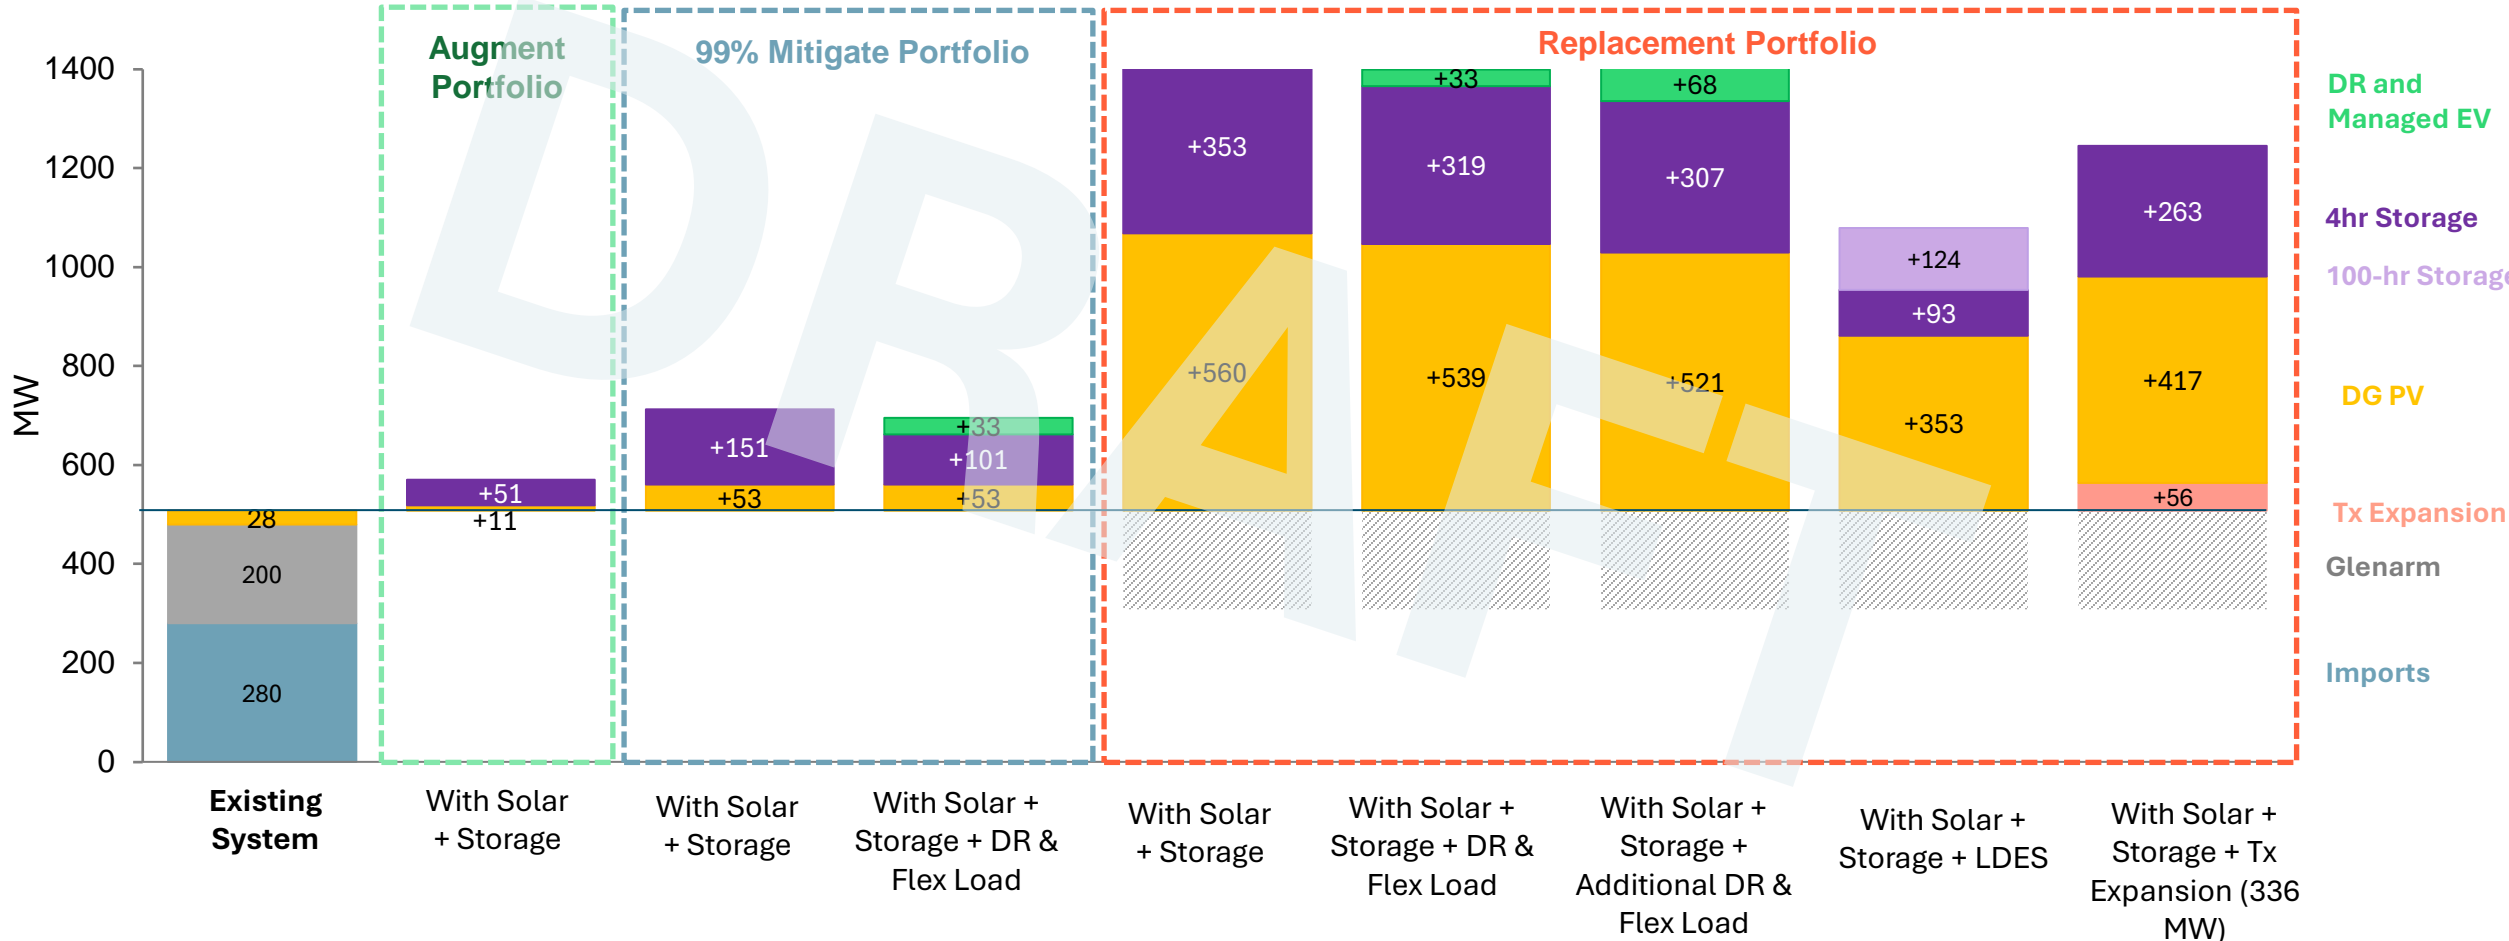 Augment
Portfolio
99% Mitigate Portfolio
Replacement Portfolio
MW
1400
1200
1000
800
600
400
200
0
28
200
280
+51
+11
+151
+53
+33
+101
+53
+353
+560
+33
+319
+539
+68
+307
+521
+124
+93
+353
+263
+417
+56
DR and
Managed EV
4hr Storage
100-hr Storage
DG PV
Tx Expansion
Glenarm
Imports
Existing
System
With Solar
+ Storage
With Solar
+ Storage
With Solar +
Storage + DR &
Flex Load
With Solar
+ Storage
With Solar +
Storage + DR &
Flex Load
With Solar +
Storage +
Additional DR &
Flex Load
With Solar +
Storage + LDES
With Solar +
Storage + Tx
Expansion (336
MW)
DRAFT